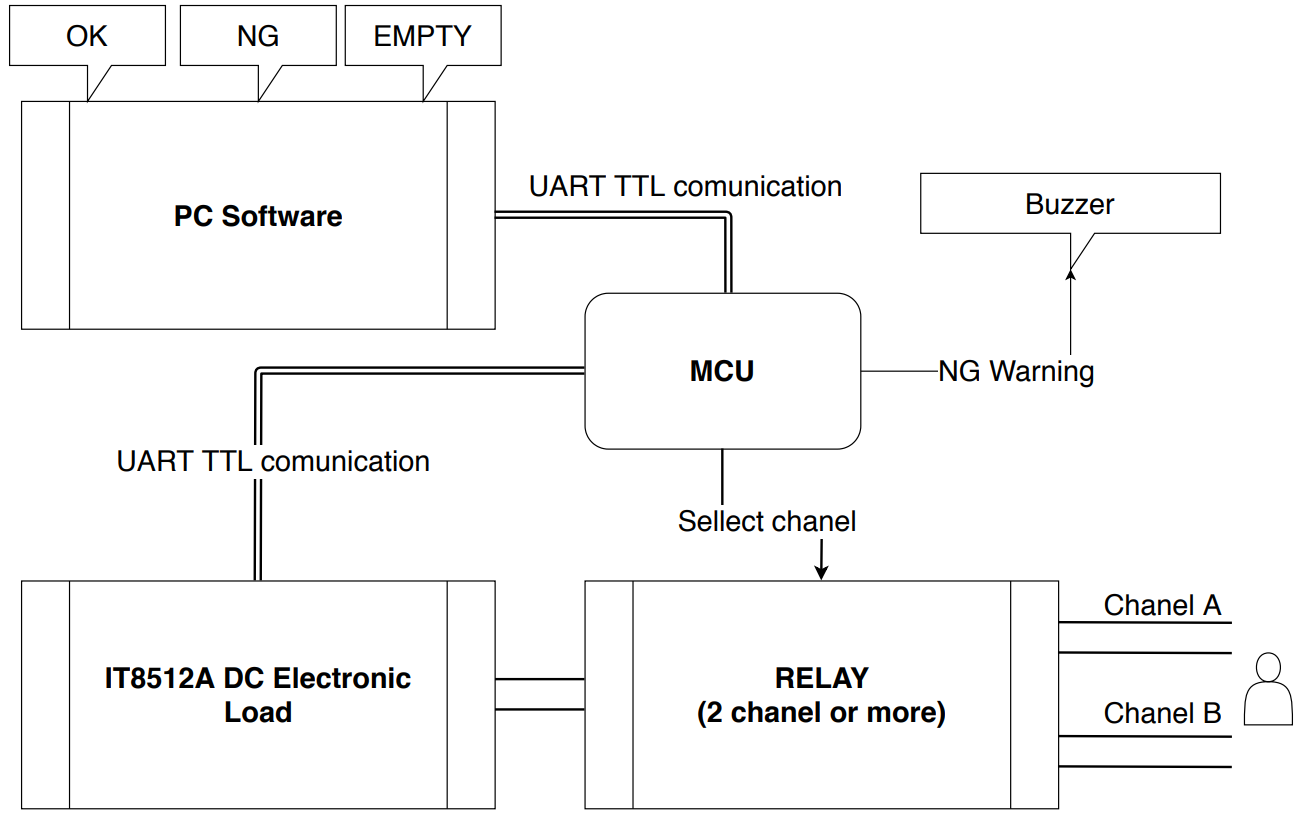 OK
NG
EMPTY
UART TTL comunication
PC Software
Buzzer
MCU
NG Warning
UART TTL comunication
Sellect chanel
Chanel A
IT8512A DC Electronic
Load
RELAY
(2 chanel or more)
Chanel B